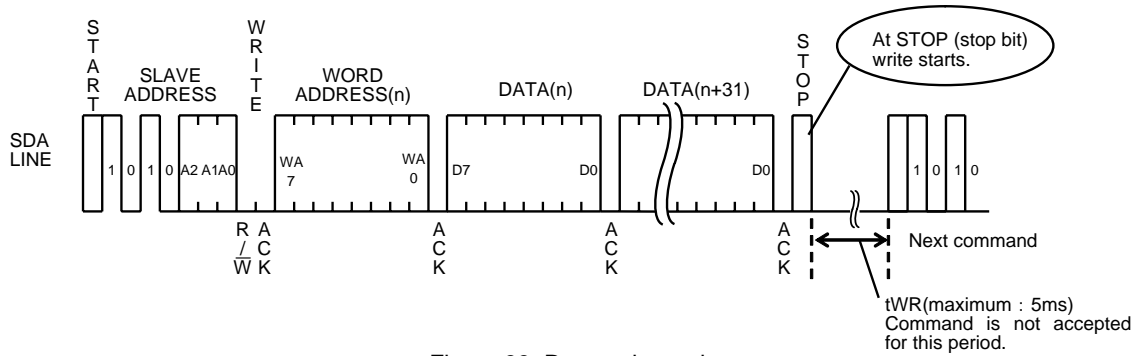 START
WRITE
STOP
At STOP (stop bit)
write starts.
SLAVE
ADDRESS
WORD
ADDRESS(n)
DATA(n)
DATA(n+31)
SDA
LINE
1 0 1 0 A2 A1 A0
WA
7
WA
0
D7
D0
D0
1 0 1 0
R/W
ACK
ACK
ACK
ACK
Next command
tWR(maximum : 5ms)
Command is not accepted
for this period.